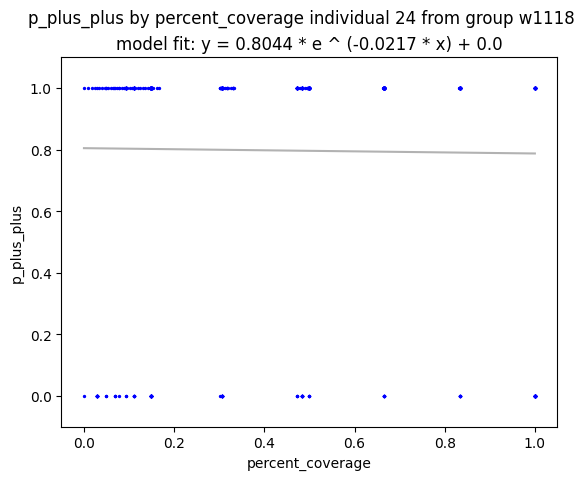 p_plus_plus by percent_coverage individual 24 from group w1118
model fit: y = 0.8044 * e ^ (-0.0217 * x) + 0.0
1.0
0.8
0.6
0.4
0.2
0.0
p_plus_plus
0.0 0.2 0.4 0.6 0.8 1.0
percent_coverage